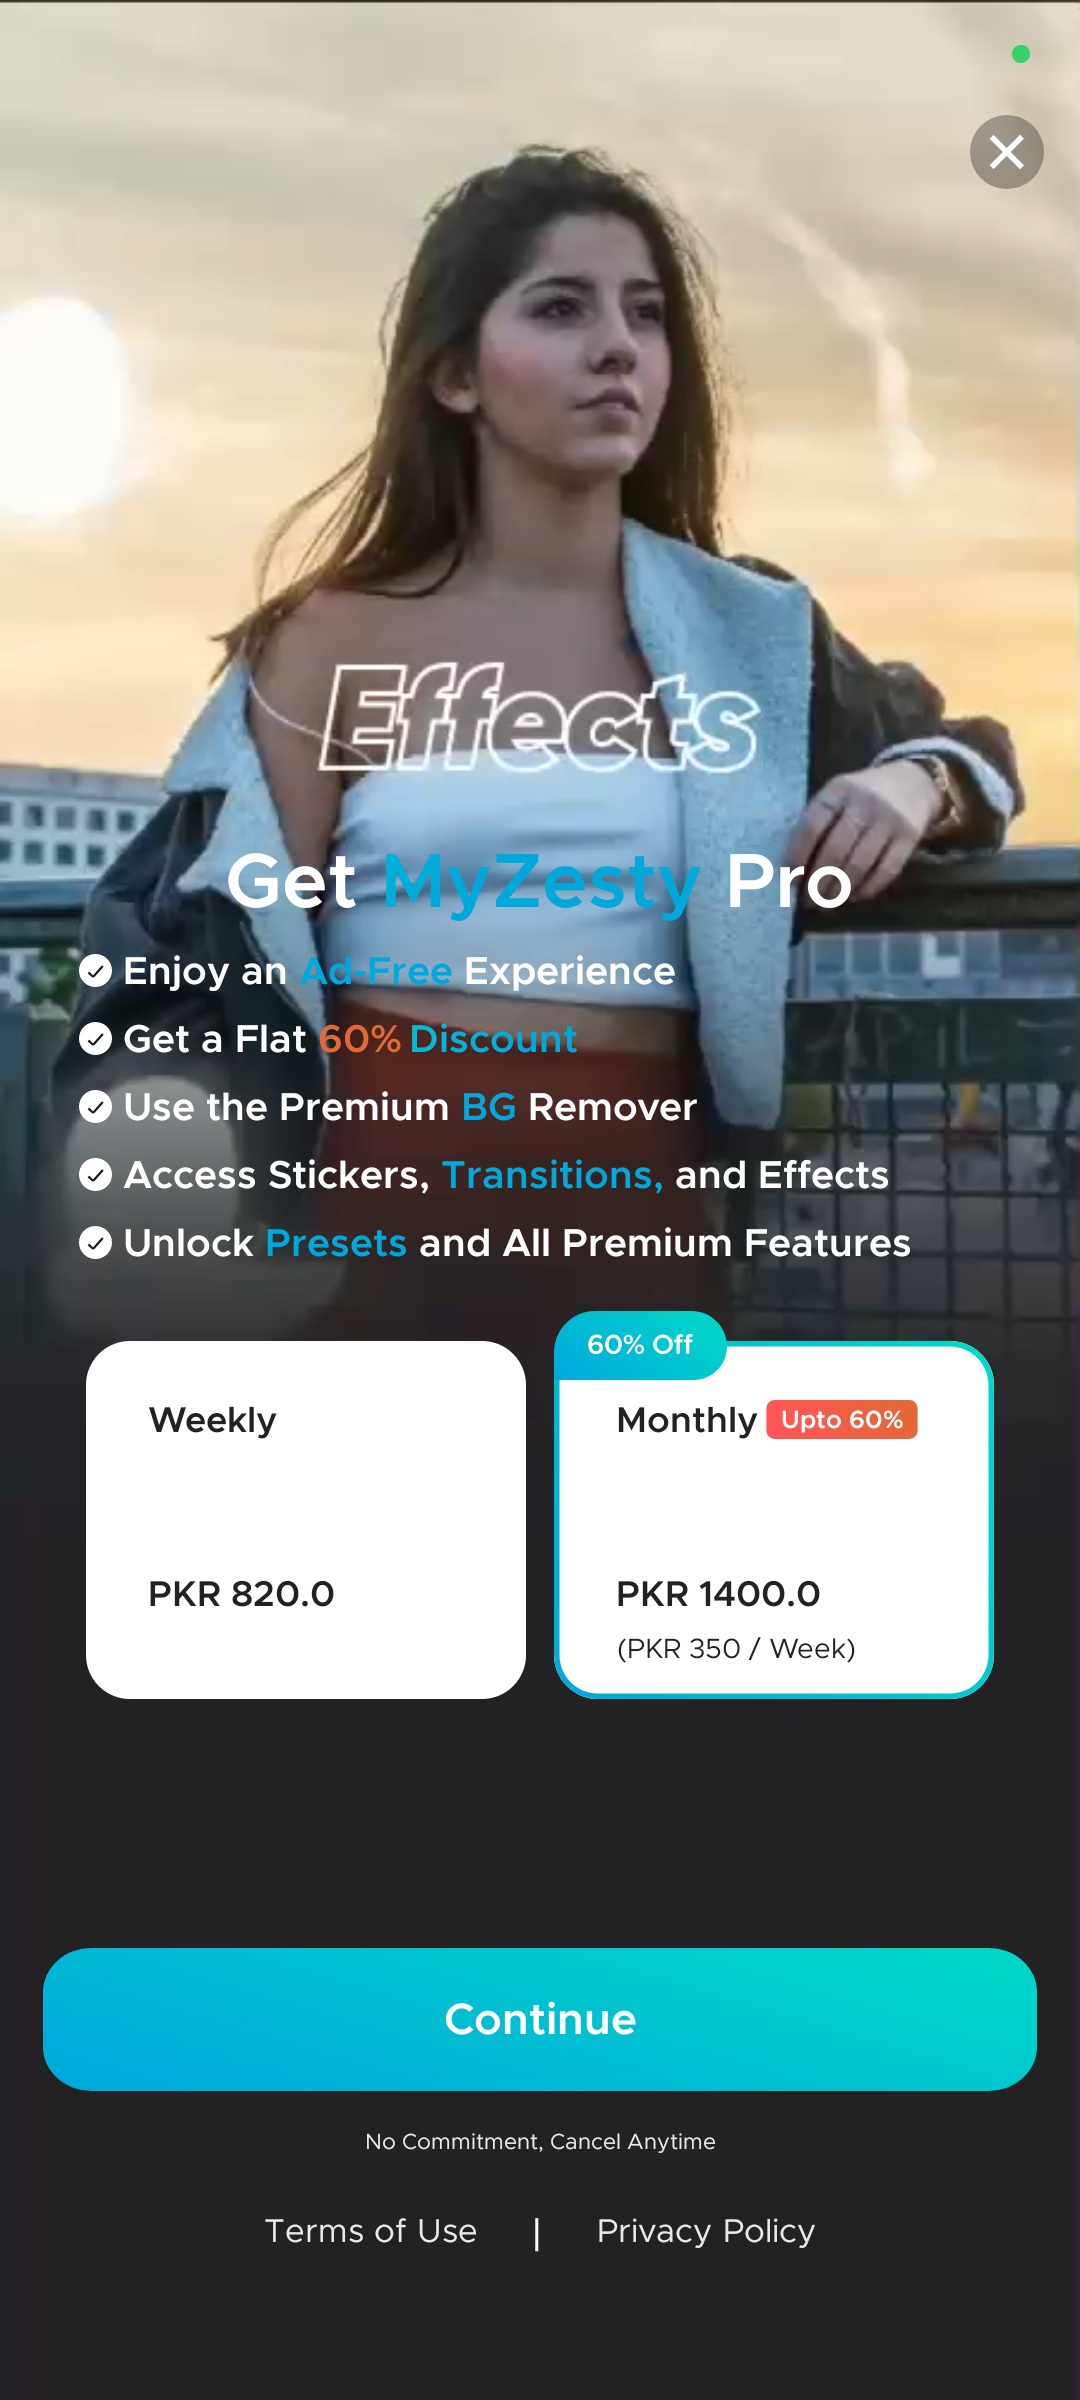 Effects
Get MyZesty Pro
Enjoy an Ad-Free Experience
Get a Flat 60% Discount
Use the Premium BG Remover
Access Stickers, Transitions, and Effects
Unlock Presets and All Premium Features
Weekly
PKR 820.0
60% Off
Monthly Upto 60%
PKR 1400.0
(PKR 350 / Week)
Continue
No Commitment, Cancel Anytime
Terms of Use | Privacy Policy